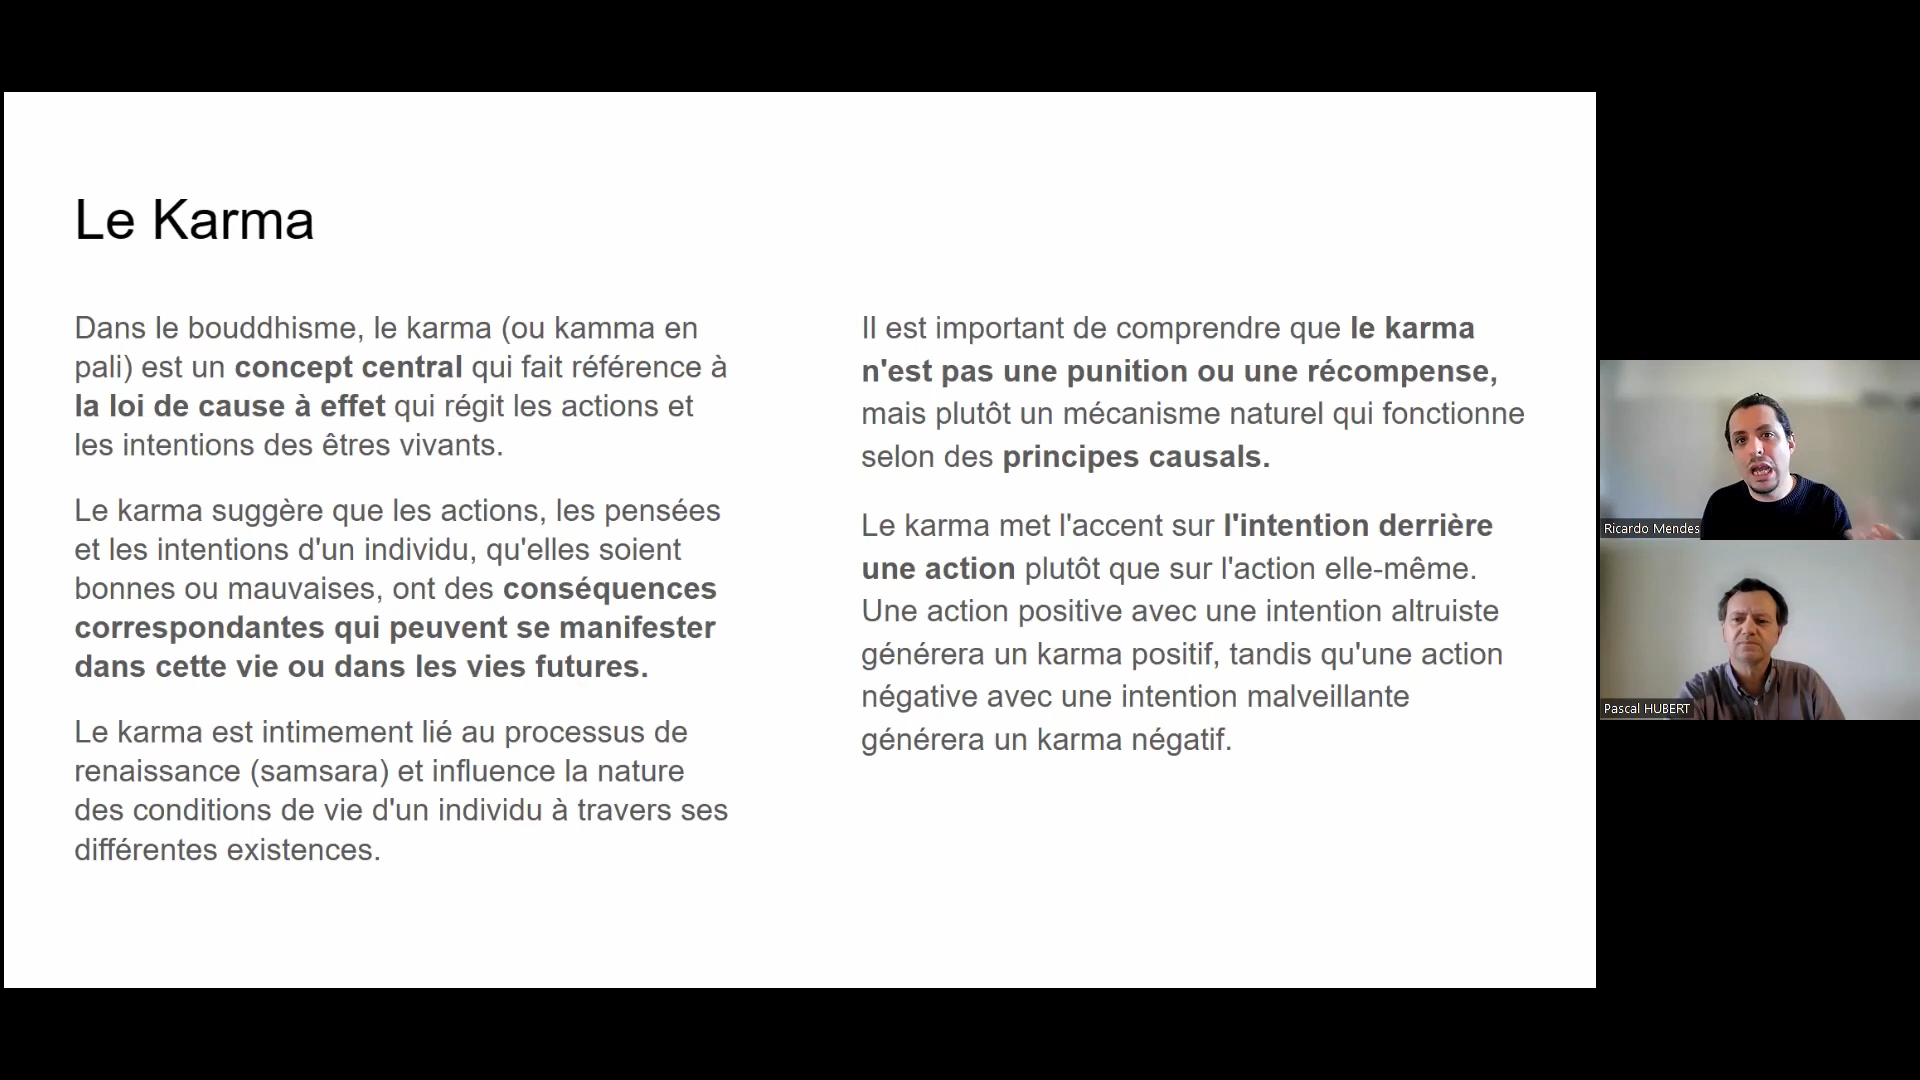 Le Karma
Dans le bouddhisme, le karma (ou kamma en
pali) est un concept central qui fait référence à
la loi de cause à effet qui régit les actions et
les intentions des êtres vivants.
Le karma suggère que les actions, les pensées
et les intentions d'un individu, qu'elles soient
bonnes ou mauvaises, ont des conséquences
correspondantes qui peuvent se manifester
dans cette vie ou dans les vies futures.
Le karma est intimement lié au processus de
renaissance (samsara) et influence la nature
des conditions de vie d'un individu à travers ses
différentes existences.
Il est important de comprendre que le karma
n'est pas une punition ou une récompense,
mais plutôt un mécanisme naturel qui fonctionne
selon des principes causals.
Le karma met l'accent sur l'intention derrière
une action plutôt que sur l'action elle-même.
Une action positive avec une intention altruiste
générera un karma positif, tandis qu'une action
négative avec une intention malveillante
générera un karma négatif.
Ricardo Mendes
Pascal HUBERT